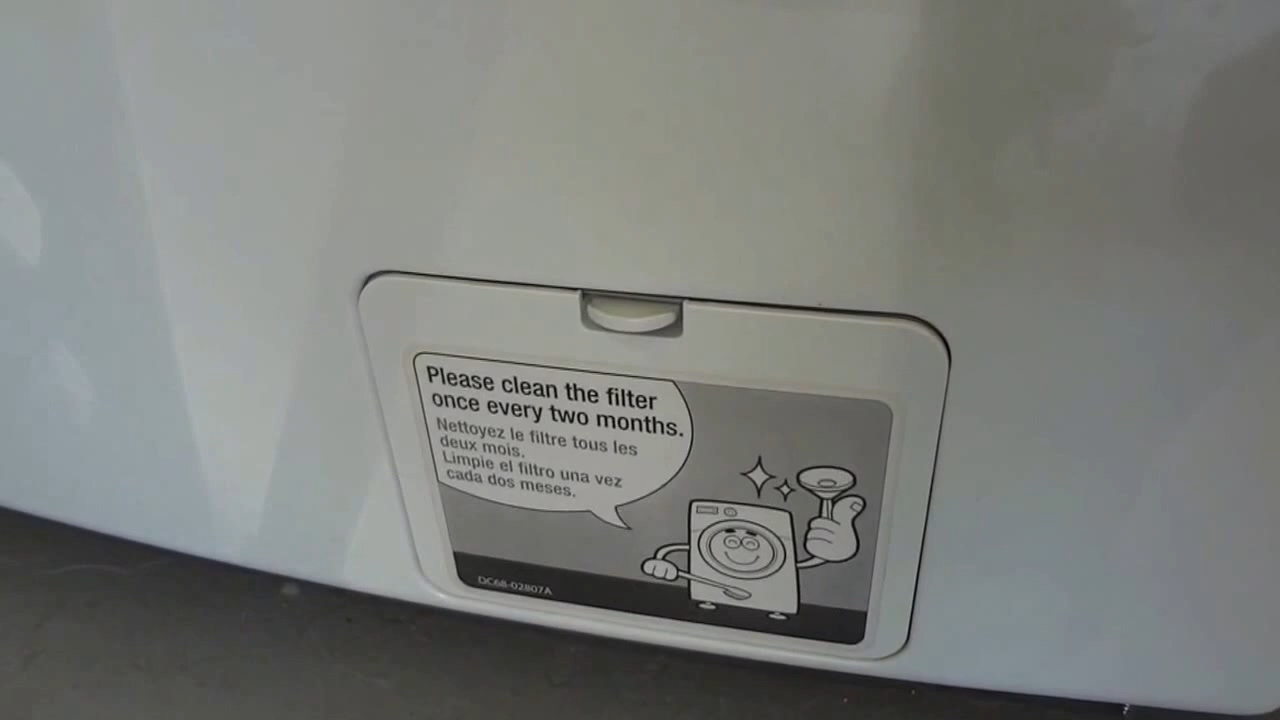 Please clean the filter
once every two months.
Nettoyez le filtre tous les
deux mois.
Limpie el filtro una vez
cada dos meses.
DC68-02807A